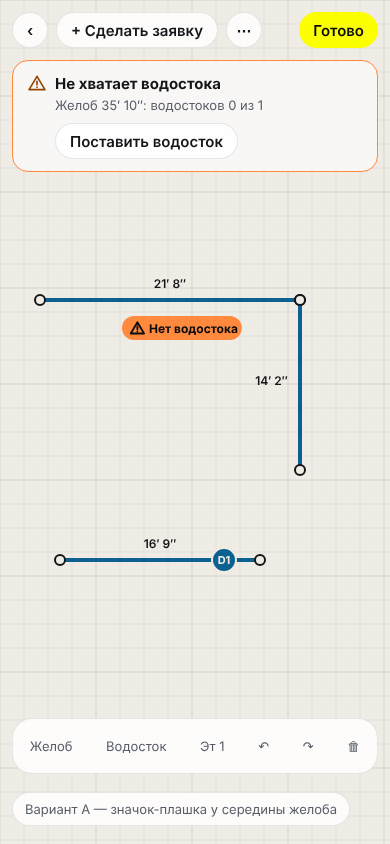 ‹ + Сделать заявку ⋯ Готово
Не хватает водостока
Желоб 35′ 10″: водостоков 0 из 1
Поставить водосток
21′ 8″
Нет водостока
14′ 2″
16′ 9″
D1
Желоб Водосток Эт 1 ↶ ↷
Вариант A — значок-плашка у середины желоба